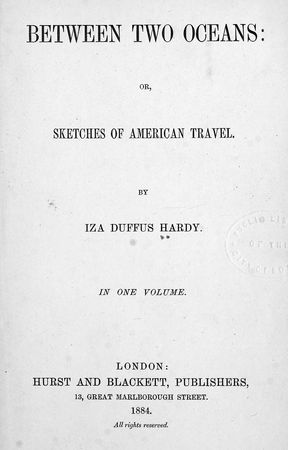 BETWEEN TWO OCEANS:
OR,
SKETCHES OF AMERICAN TRAVEL.
BY
IZA DUFFUS HARDY.
IN ONE VOLUME.
LONDON:
HURST AND BLACKETT, PUBLISHERS,
13, GREAT MARLBOROUGH STREET.
1884.
All rights reserved.